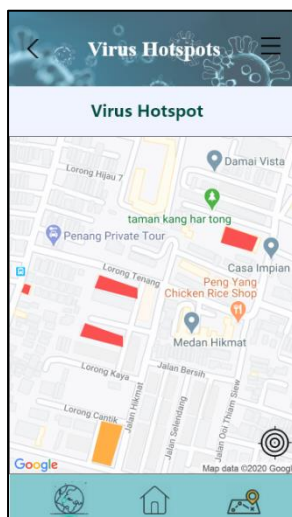 Virus Hotspots
Virus Hotspot
Damai Vista
Lorong Hijau 7
taman kang har tong
Penang Private Tour
Casa Impian
Lorong Tenang
Peng Yang
Chicken Rice Shop
Medan Hikmat
Jalan Bersih
Lorong Kaya
Jalan Hikmat
Jalan Selendang
Jalan Ooi Thiam Siew
Lorong Cantik
Google
Map data ©2020 Google